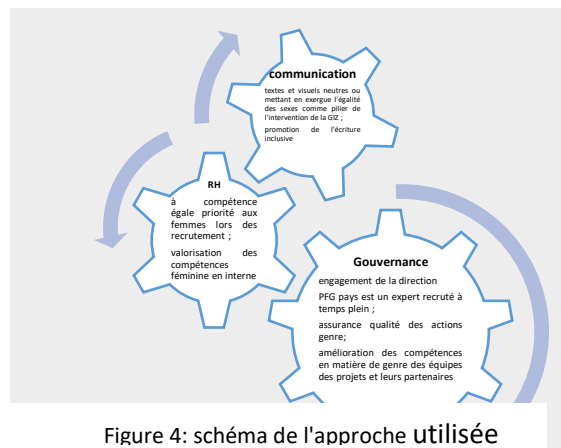 communication
textes et visuels neutres ou
mettant en exergue l'égalité
des sexes comme pilier de
l'intervention de la GIZ ;
promotion de l'écriture
inclusive
RH
à compétence
égale priorité aux
femmes lors des
recrutement ;
valorisation des
compétences
féminine en interne
Gouvernance
engagement de la direction
PFG pays est un expert recruté à
temps plein ;
assurance qualité des actions
genre;
amélioration des compétences
en matière de genre des équipes
des projets et leurs partenaires
Figure 4: schéma de l'approche utilisée